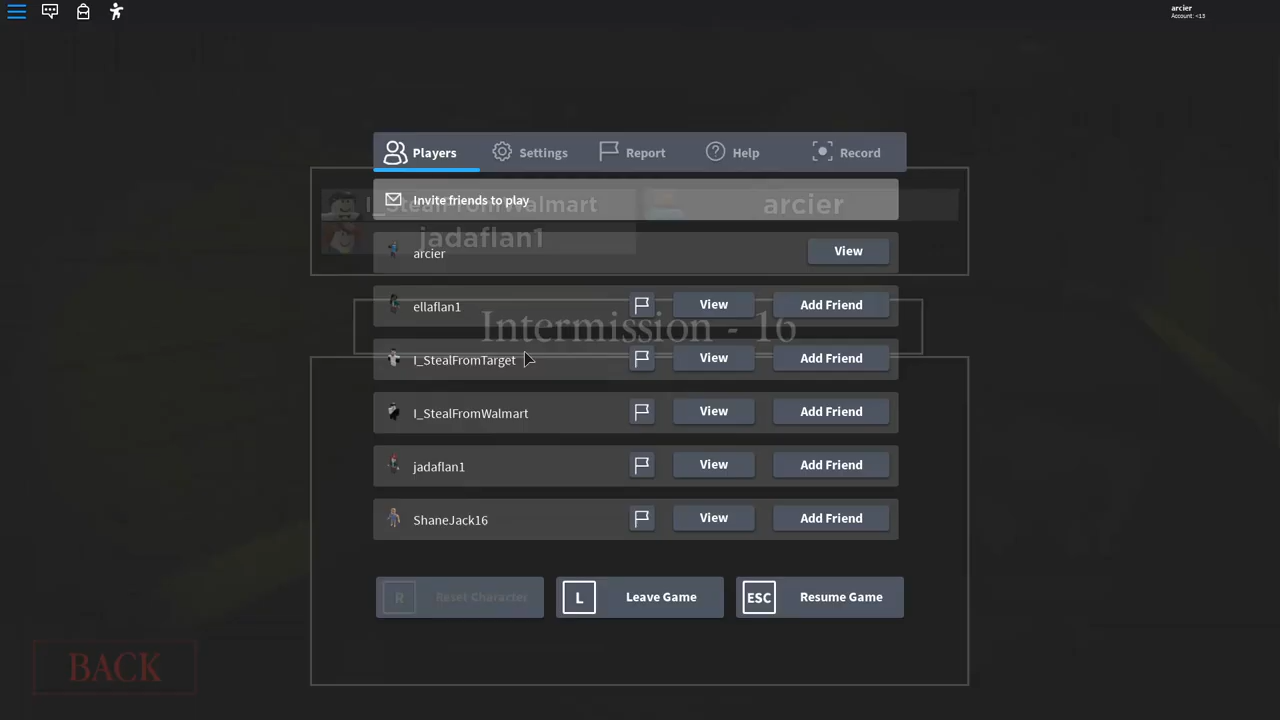 arcier
Account: <13
Players Settings Report Help Record
Invite friends to play
I_StealFromWalmart arcier
jadaflan1
arcier View
ellaflan1 View Add Friend
Intermission - 16
I_StealFromTarget View Add Friend
I_StealFromWalmart View Add Friend
jadaflan1 View Add Friend
ShaneJack16 View Add Friend
R Reset Character L Leave Game ESC Resume Game
BACK